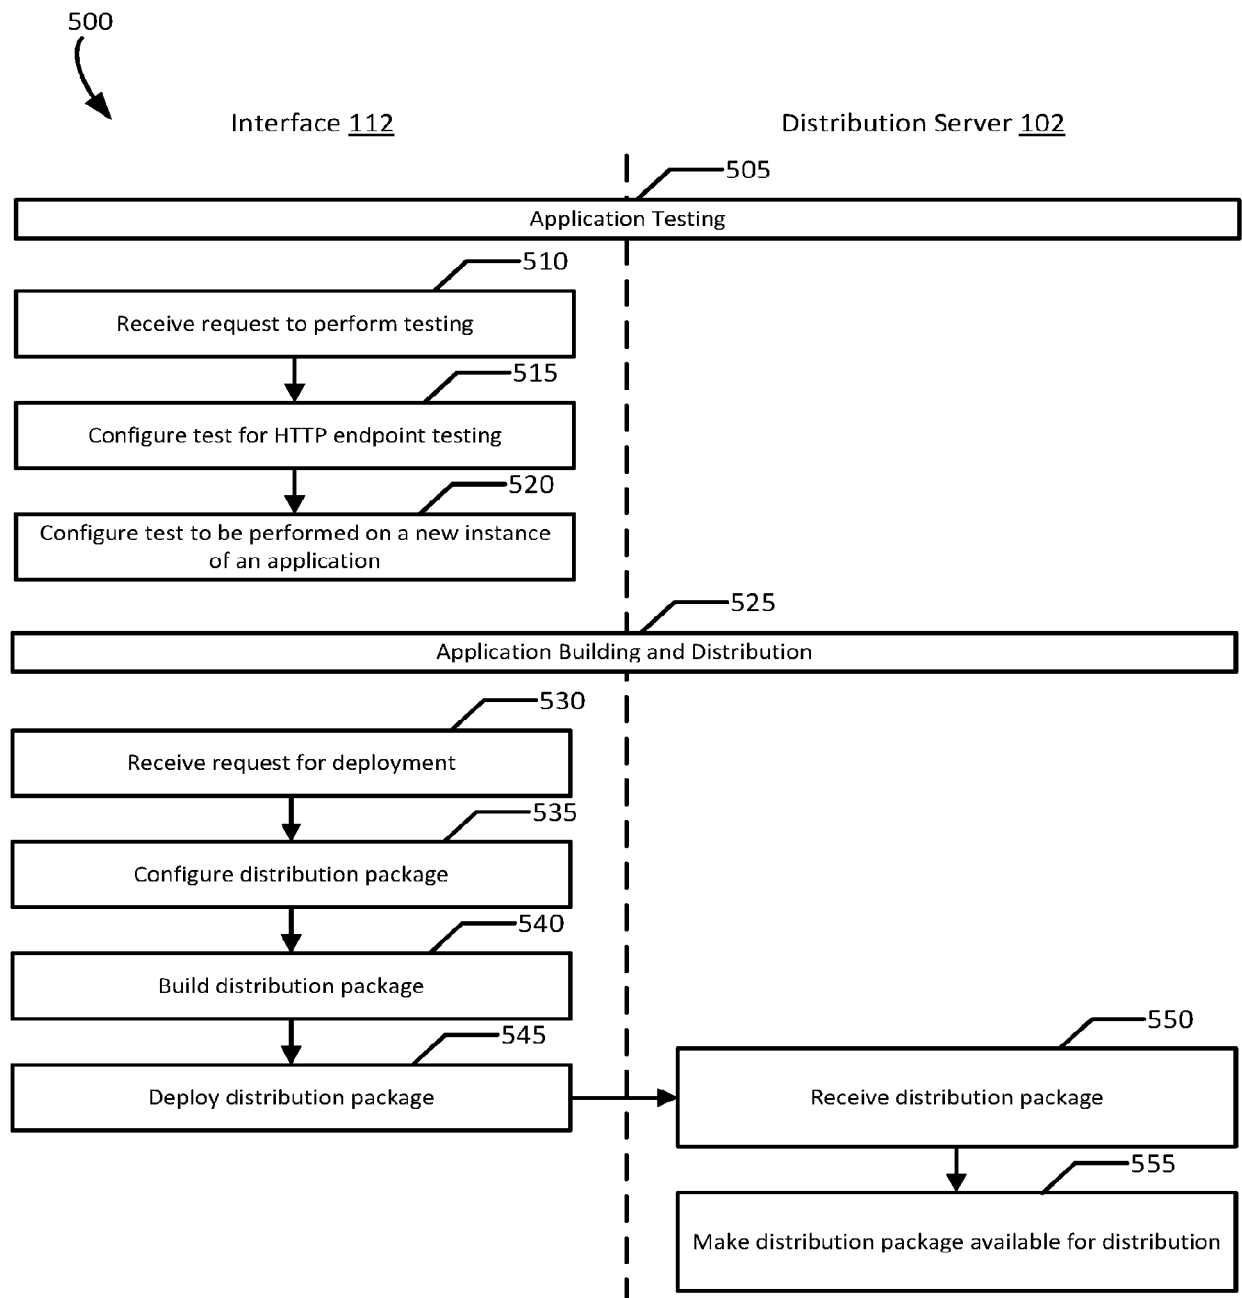 500
Interface 112
Distribution Server 102
505
Application Testing
510
Receive request to perform testing
515
Configure test for HTTP endpoint testing
520
Configure test to be performed on a new instance
of an application
525
Application Building and Distribution
530
Receive request for deployment
535
Configure distribution package
540
Build distribution package
545
Deploy distribution package
550
Receive distribution package
555
Make distribution package available for distribution